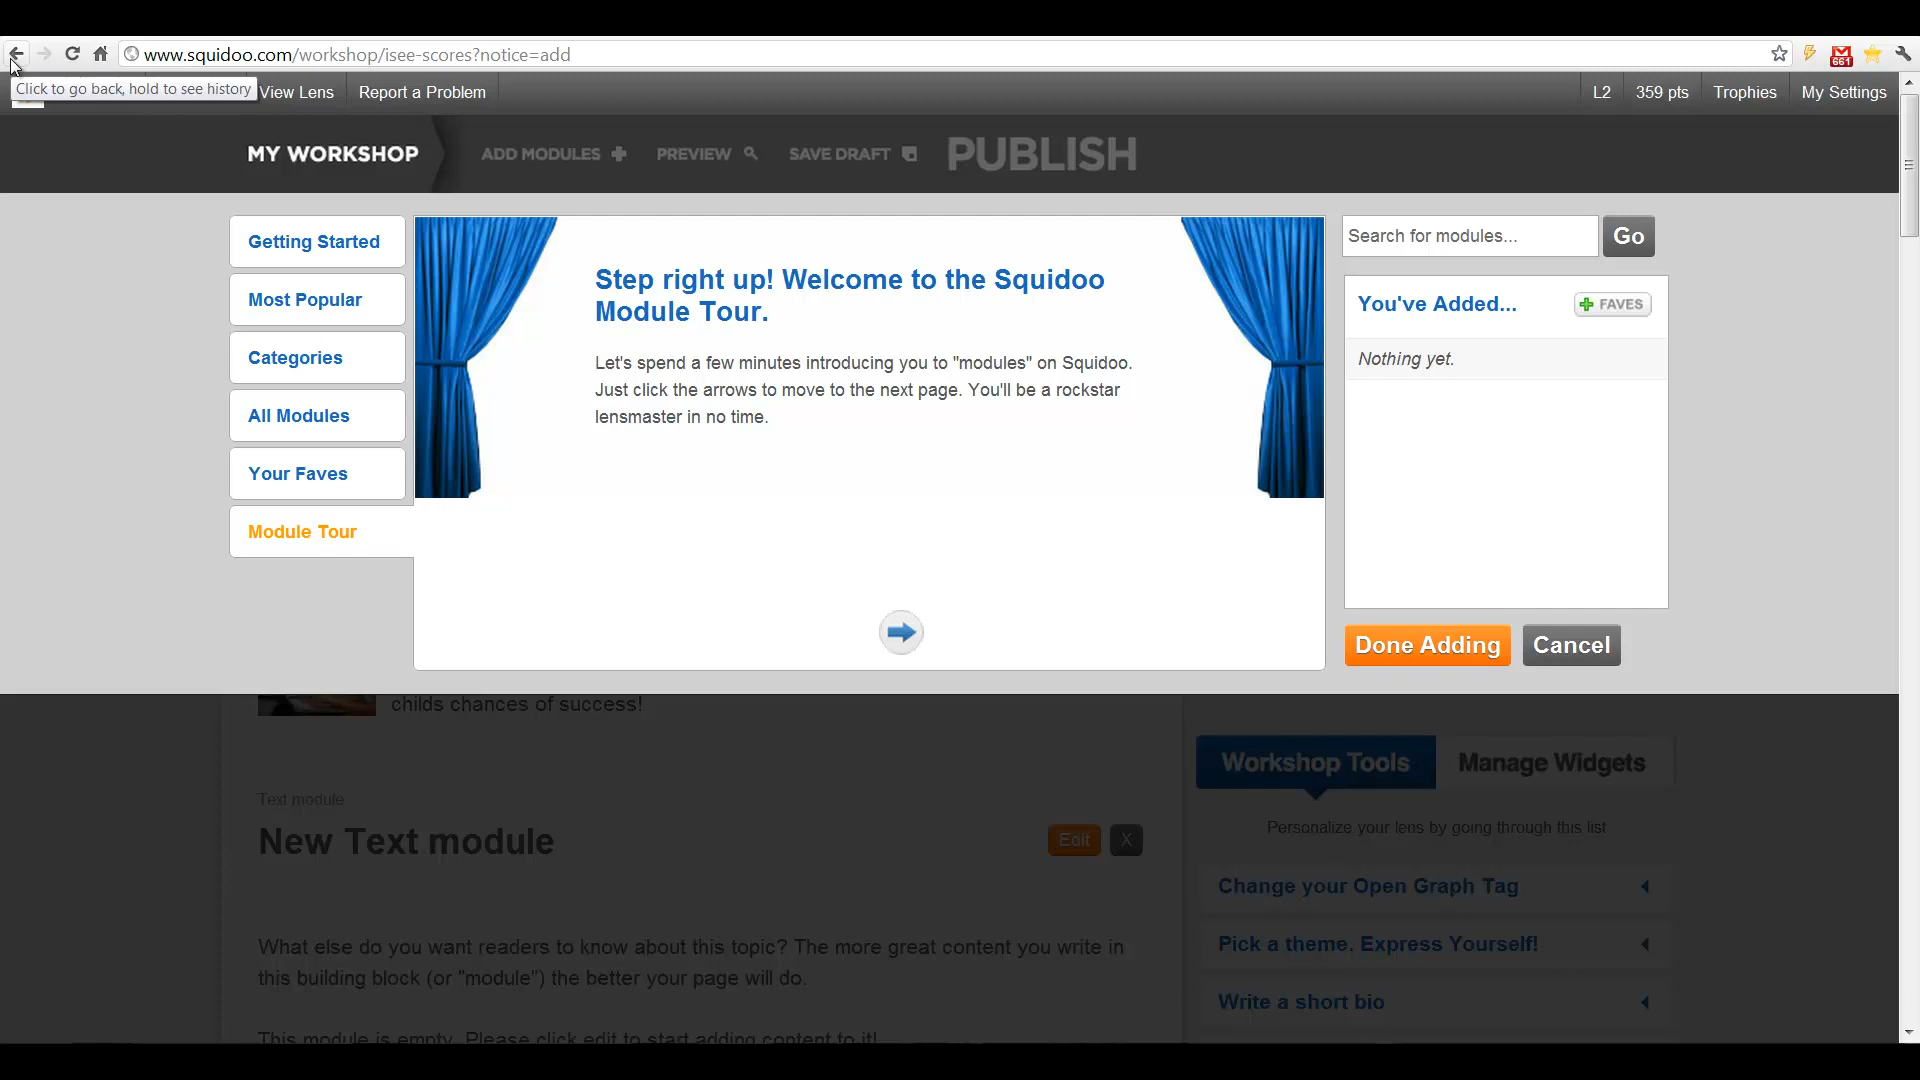 www.squidoo.com/workshop/isee-scores?notice=add
661
Click to go back, hold to see history
View Lens
Report a Problem
L2
359 pts
Trophies
My Settings
MY WORKSHOP
ADD MODULES
PREVIEW
SAVE DRAFT
PUBLISH
Getting Started
Most Popular
Categories
All Modules
Your Faves
Module Tour
Step right up! Welcome to the Squidoo
Module Tour.
Let's spend a few minutes introducing you to "modules" on Squidoo.
Just click the arrows to move to the next page. You'll be a rockstar
lensmaster in no time.
Search for modules...
Go
You've Added...
FAVES
Nothing yet.
Done Adding
Cancel
childs chances of success!
Text module
New Text module
Edit
X
What else do you want readers to know about this topic? The more great content you write in
this building block (or "module") the better your page will do.
This module is empty. Please click edit to start adding content to it!
Workshop Tools
Manage Widgets
Personalize your lens by going through this list
Change your Open Graph Tag
Pick a theme. Express Yourself!
Write a short bio